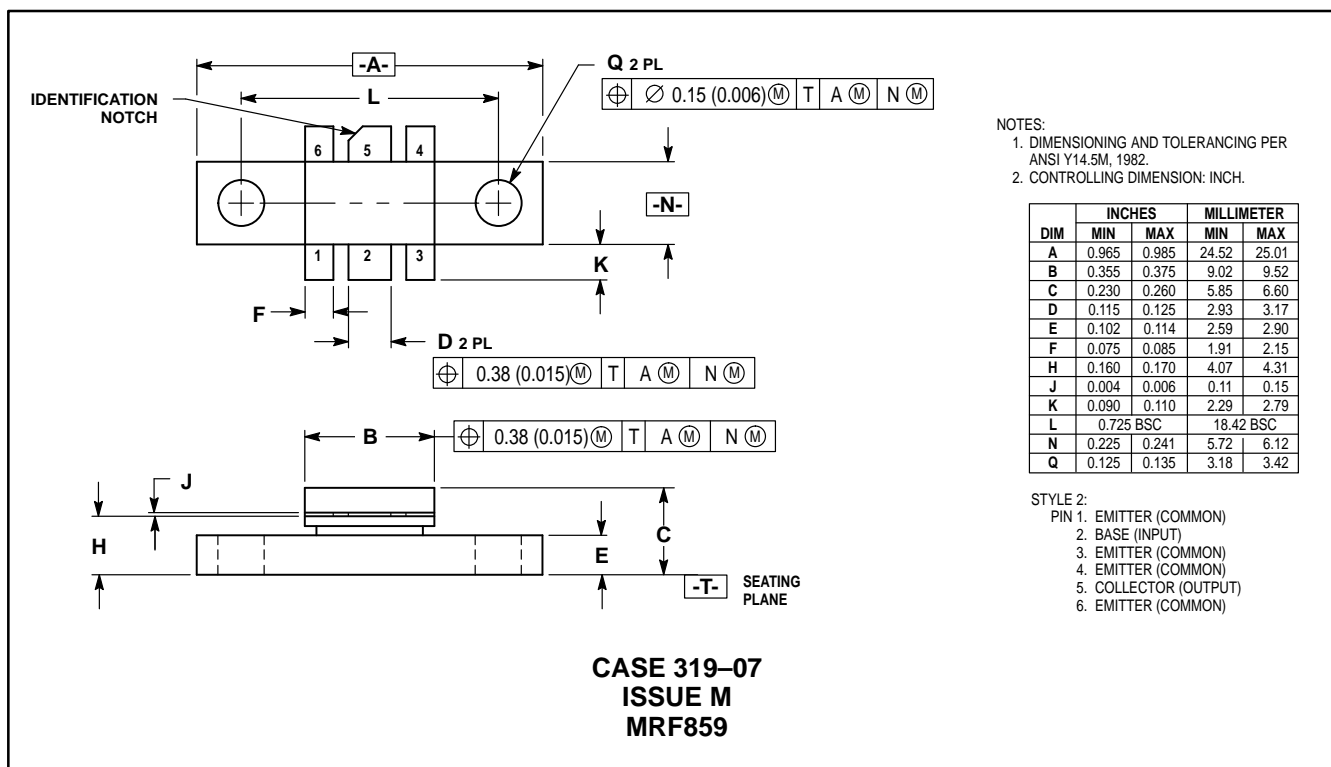 -A-
Q 2 PL
⌖ ∅ 0.15 (0.006) Ⓜ T A Ⓜ N Ⓜ
IDENTIFICATION
NOTCH
L
6 5 4
-N-
1 2 3
K
F
D 2 PL
⌖ 0.38 (0.015) Ⓜ T A Ⓜ N Ⓜ
B
⌖ 0.38 (0.015) Ⓜ T A Ⓜ N Ⓜ
J
H
C
E
-T- SEATING
PLANE
NOTES:
1. DIMENSIONING AND TOLERANCING PER
ANSI Y14.5M, 1982.
2. CONTROLLING DIMENSION: INCH.
INCHES MILLIMETER
DIM MIN MAX MIN MAX
A 0.965 0.985 24.52 25.01
B 0.355 0.375 9.02 9.52
C 0.230 0.260 5.85 6.60
D 0.115 0.125 2.93 3.17
E 0.102 0.114 2.59 2.90
F 0.075 0.085 1.91 2.15
H 0.160 0.170 4.07 4.31
J 0.004 0.006 0.11 0.15
K 0.090 0.110 2.29 2.79
L 0.725 BSC 18.42 BSC
N 0.225 0.241 5.72 6.12
Q 0.125 0.135 3.18 3.42
STYLE 2:
PIN 1. EMITTER (COMMON)
2. BASE (INPUT)
3. EMITTER (COMMON)
4. EMITTER (COMMON)
5. COLLECTOR (OUTPUT)
6. EMITTER (COMMON)
CASE 319–07
ISSUE M
MRF859